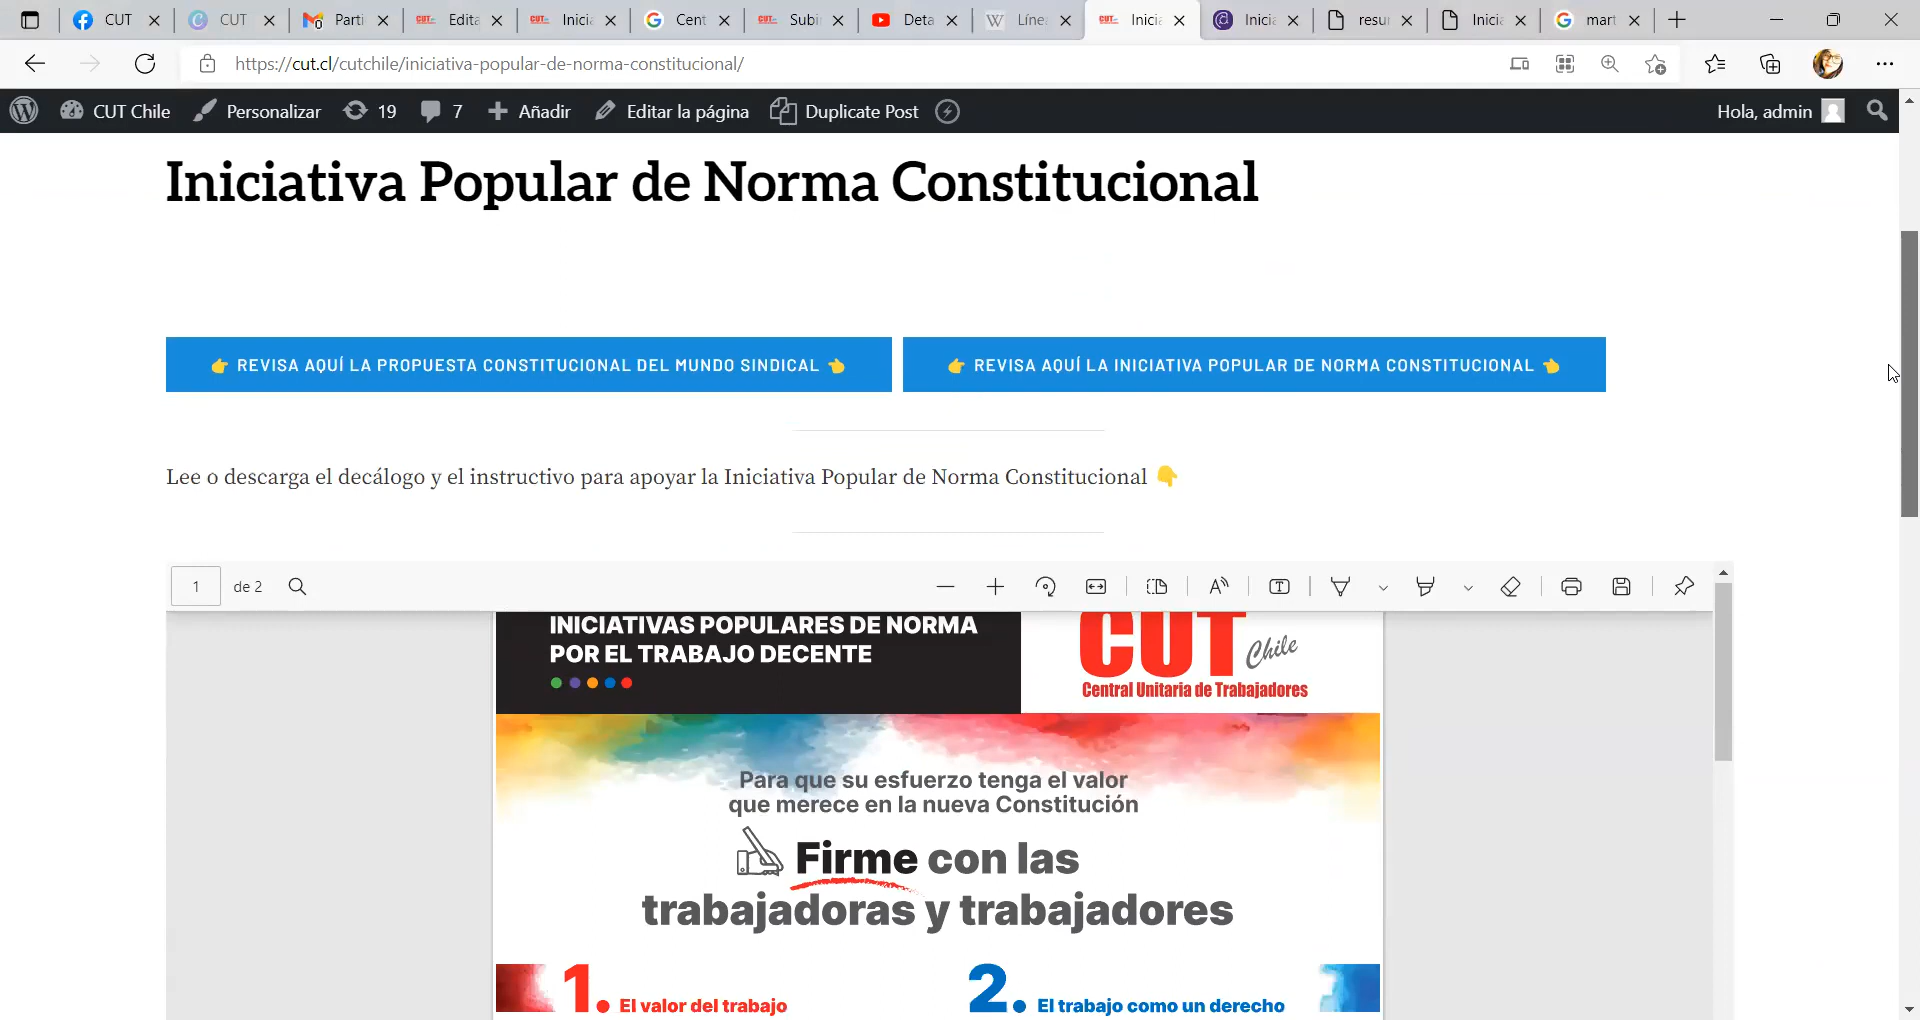 CUT
CUT
Parti
Edita
Inicia
Cent
Subi
Deta
Línea
Inicia
Inicia
resu
Inicia
mart
https://cut.cl/cutchile/iniciativa-popular-de-norma-constitucional/
CUT Chile
Personalizar
19
7
Añadir
Editar la página
Duplicate Post
Hola, admin
Iniciativa Popular de Norma Constitucional
👉 REVISA AQUÍ LA PROPUESTA CONSTITUCIONAL DEL MUNDO SINDICAL 👈
👉 REVISA AQUÍ LA INICIATIVA POPULAR DE NORMA CONSTITUCIONAL 👈
Lee o descarga el decálogo y el instructivo para apoyar la Iniciativa Popular de Norma Constitucional 👇
1 de 2
INICIATIVAS POPULARES DE NORMA
POR EL TRABAJO DECENTE
CUT Chile
Central Unitaria de Trabajadores
Para que su esfuerzo tenga el valor
que merece en la nueva Constitución
Firme con las
trabajadoras y trabajadores
1. El valor del trabajo
2. El trabajo como un derecho